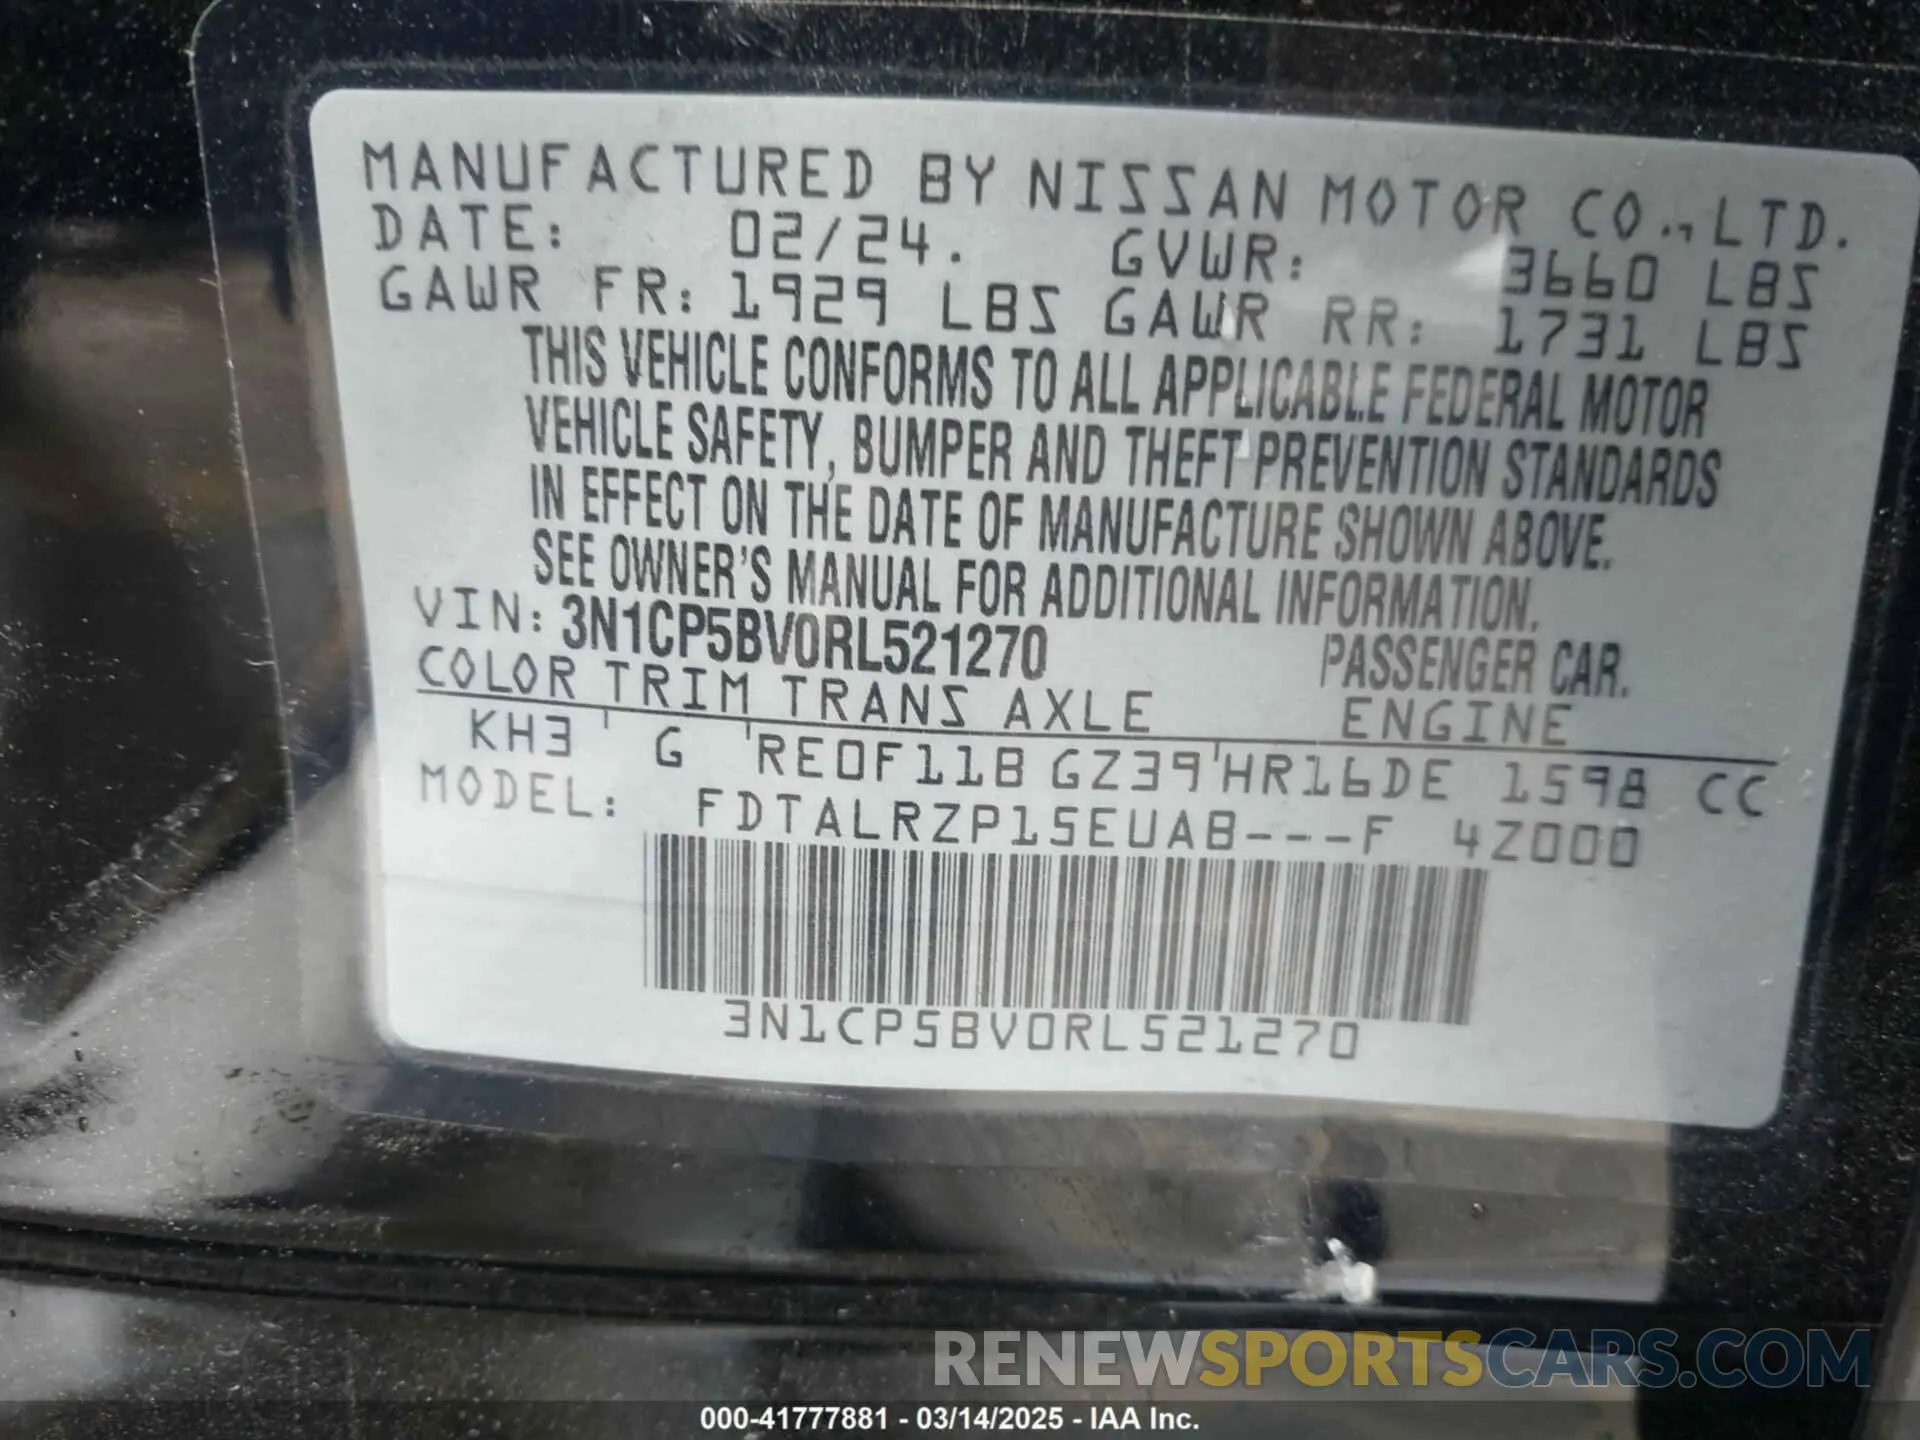 MANUFACTURED BY NISSAN MOTOR CO., LTD.
DATE: 02/24. GVWR: 3660 LBS
GAWR FR: 1929 LBS GAWR RR: 1731 LBS
THIS VEHICLE CONFORMS TO ALL APPLICABLE FEDERAL MOTOR
VEHICLE SAFETY, BUMPER AND THEFT PREVENTION STANDARDS
IN EFFECT ON THE DATE OF MANUFACTURE SHOWN ABOVE.
SEE OWNER'S MANUAL FOR ADDITIONAL INFORMATION.
VIN: 3N1CP5BV0RL521270 PASSENGER CAR.
COLOR TRIM TRANS AXLE ENGINE
KH3 ' G 'RE0F11B GZ39'HR16DE 1598 CC
MODEL: FDTALRZP15EUAB---F 4Z000
3N1CP5BV0RL521270
RENEWSPORTSCARS.COM
000-41777881 - 03/14/2025 - IAA Inc.